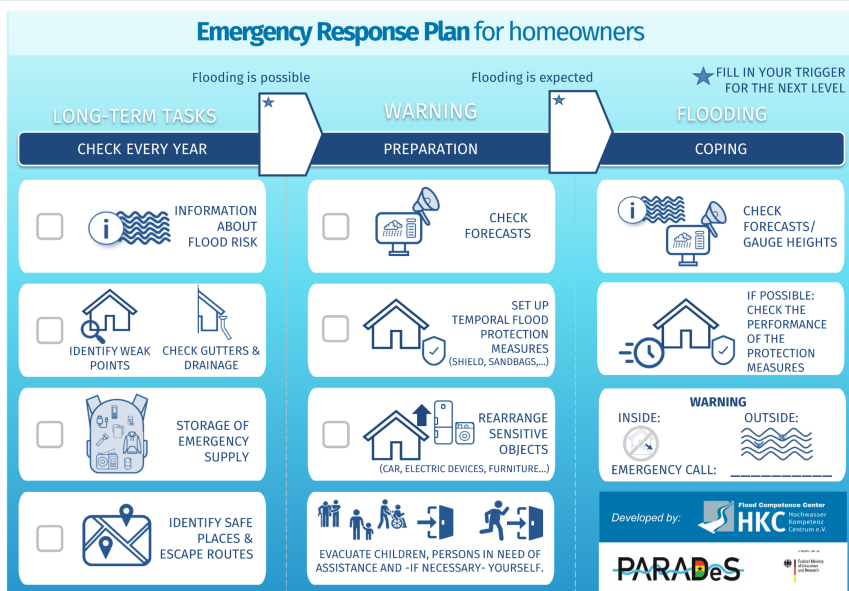 Emergency Response Plan for homeowners
Flooding is possible
Flooding is expected
FILL IN YOUR TRIGGER
FOR THE NEXT LEVEL
LONG-TERM TASKS
WARNING
FLOODING
CHECK EVERY YEAR
PREPARATION
COPING
INFORMATION
ABOUT
FLOOD RISK
IDENTIFY WEAK
POINTS
CHECK GUTTERS &
DRAINAGE
STORAGE OF
EMERGENCY
SUPPLY
IDENTIFY SAFE
PLACES &
ESCAPE ROUTES
CHECK
FORECASTS
SET UP
TEMPORAL FLOOD
PROTECTION
MEASURES
(SHIELD, SANDBAGS,...)
REARRANGE
SENSITIVE
OBJECTS
(CAR, ELECTRIC DEVICES, FURNITURE...)
EVACUATE CHILDREN, PERSONS IN NEED OF
ASSISTANCE AND -IF NECESSARY- YOURSELF.
CHECK
FORECASTS/
GAUGE HEIGHTS
IF POSSIBLE:
CHECK THE
PERFORMANCE
OF THE
PROTECTION
MEASURES
WARNING
INSIDE:
OUTSIDE:
EMERGENCY CALL: __________
Developed by:
Flood Competence Center
HKC
Hochwasser
Kompetenz
Centrum e.V.
PARADeS
Federal Ministry
of Education
and Research